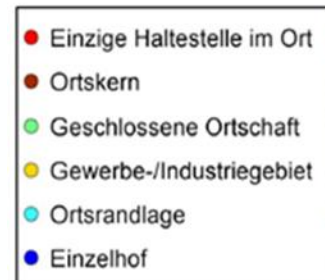 Einzige Haltestelle im Ort
Ortskern
Geschlossene Ortschaft
Gewerbe-/Industriegebiet
Ortsrandlage
Einzelhof